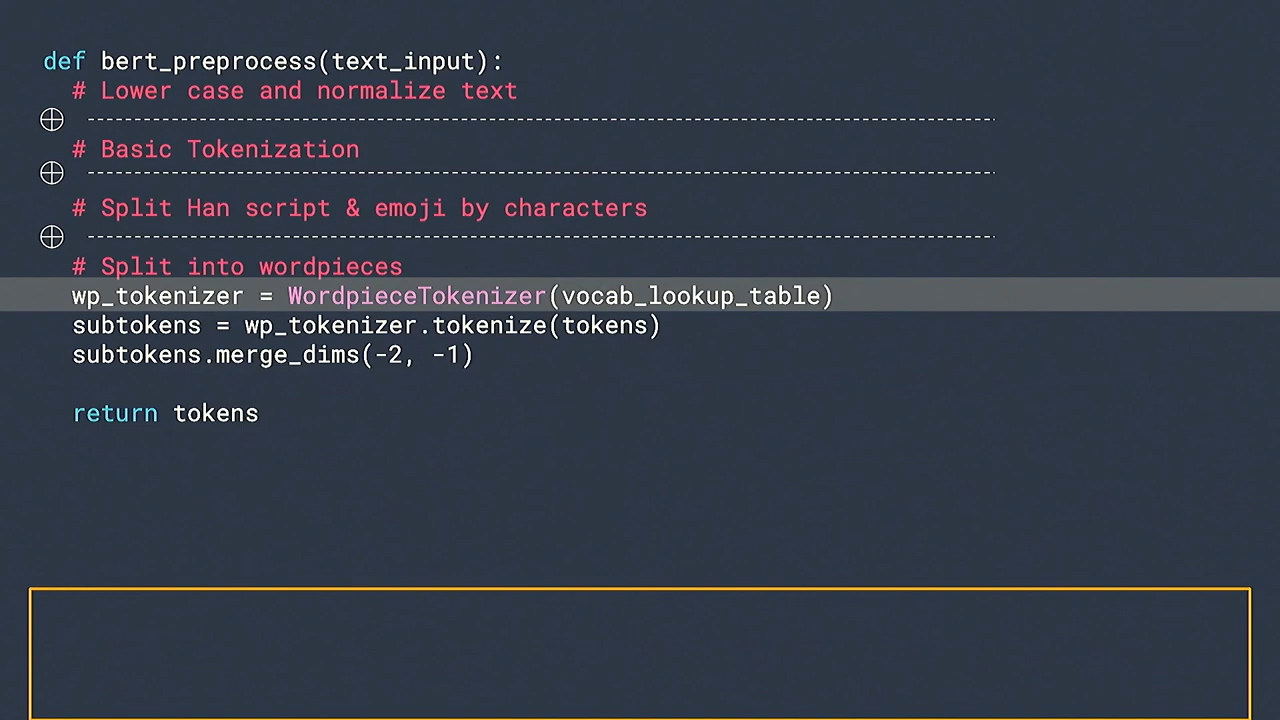 def bert_preprocess(text_input):
# Lower case and normalize text
# Basic Tokenization
# Split Han script & emoji by characters
# Split into wordpieces
wp_tokenizer = WordpieceTokenizer(vocab_lookup_table)
subtokens = wp_tokenizer.tokenize(tokens)
subtokens.merge_dims(-2, -1)
return tokens